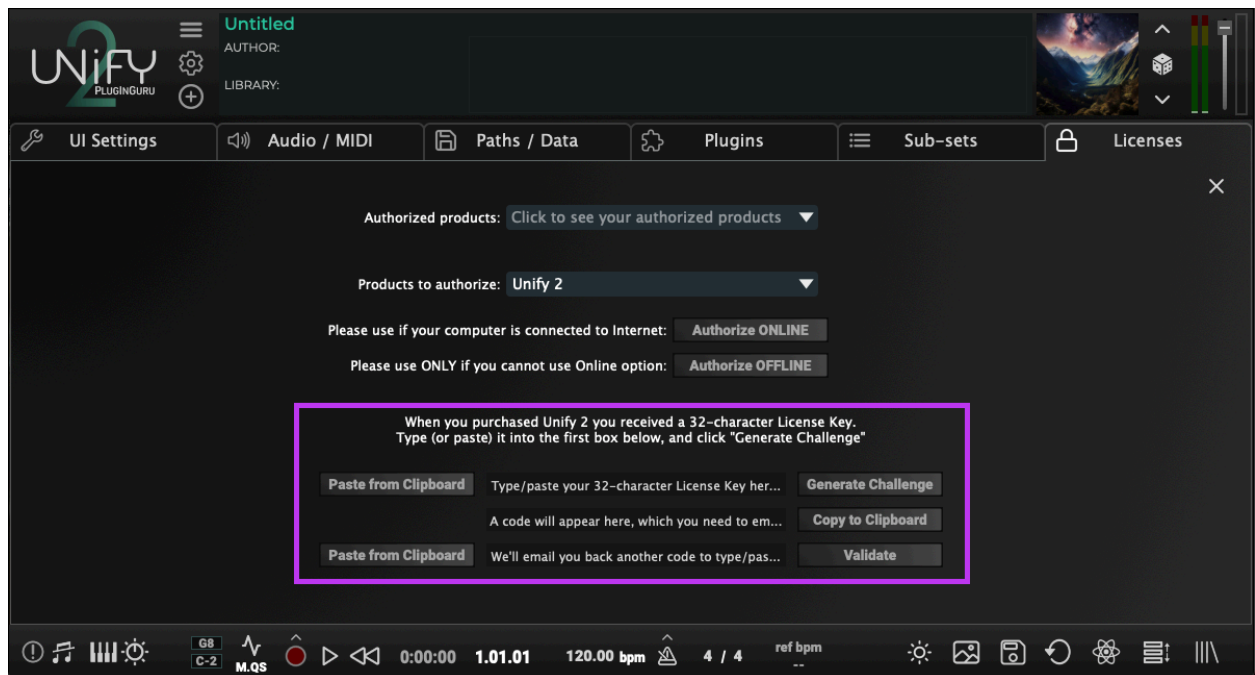 Untitled
UNiFY 2
AUTHOR:
PLUGINGURU
LIBRARY:
UI Settings Audio / MIDI Paths / Data Plugins Sub-sets Licenses
Authorized products: Click to see your authorized products
Products to authorize: Unify 2
Please use if your computer is connected to Internet: Authorize ONLINE
Please use ONLY if you cannot use Online option: Authorize OFFLINE
When you purchased Unify 2 you received a 32-character License Key.
Type (or paste) it into the first box below, and click "Generate Challenge"
Paste from Clipboard Type/paste your 32-character License Key her... Generate Challenge
A code will appear here, which you need to em... Copy to Clipboard
Paste from Clipboard We'll email you back another code to type/pas... Validate
G8
C-2 M.QS 0:00:00 1.01.01 120.00 bpm 4 / 4 ref bpm
--